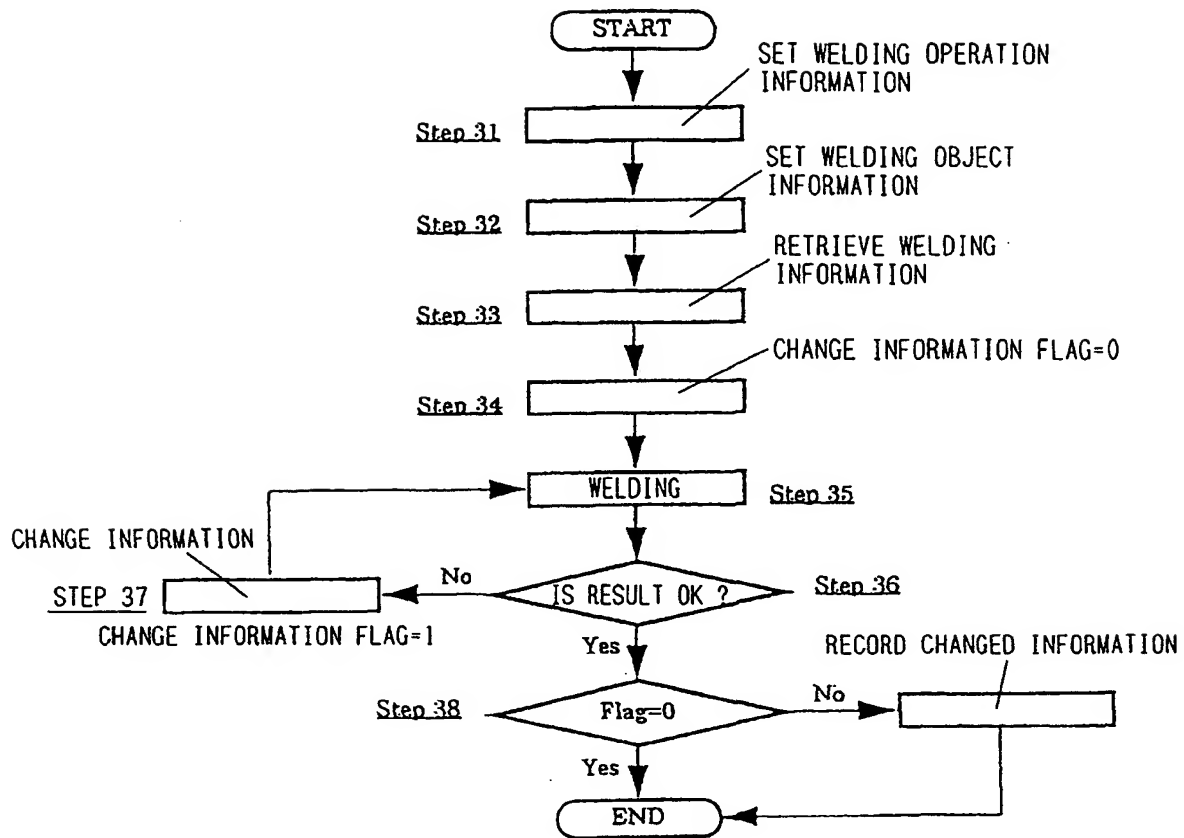 START
SET WELDING OPERATION
INFORMATION
Step 31
SET WELDING OBJECT
INFORMATION
Step 32
RETRIEVE WELDING
INFORMATION
Step 33
CHANGE INFORMATION FLAG=0
Step 34
WELDING
Step 35
CHANGE INFORMATION
STEP 37
No
IS RESULT OK ?
Step 36
CHANGE INFORMATION FLAG=1
Yes
RECORD CHANGED INFORMATION
Step 38
Flag=0
No
Yes
END